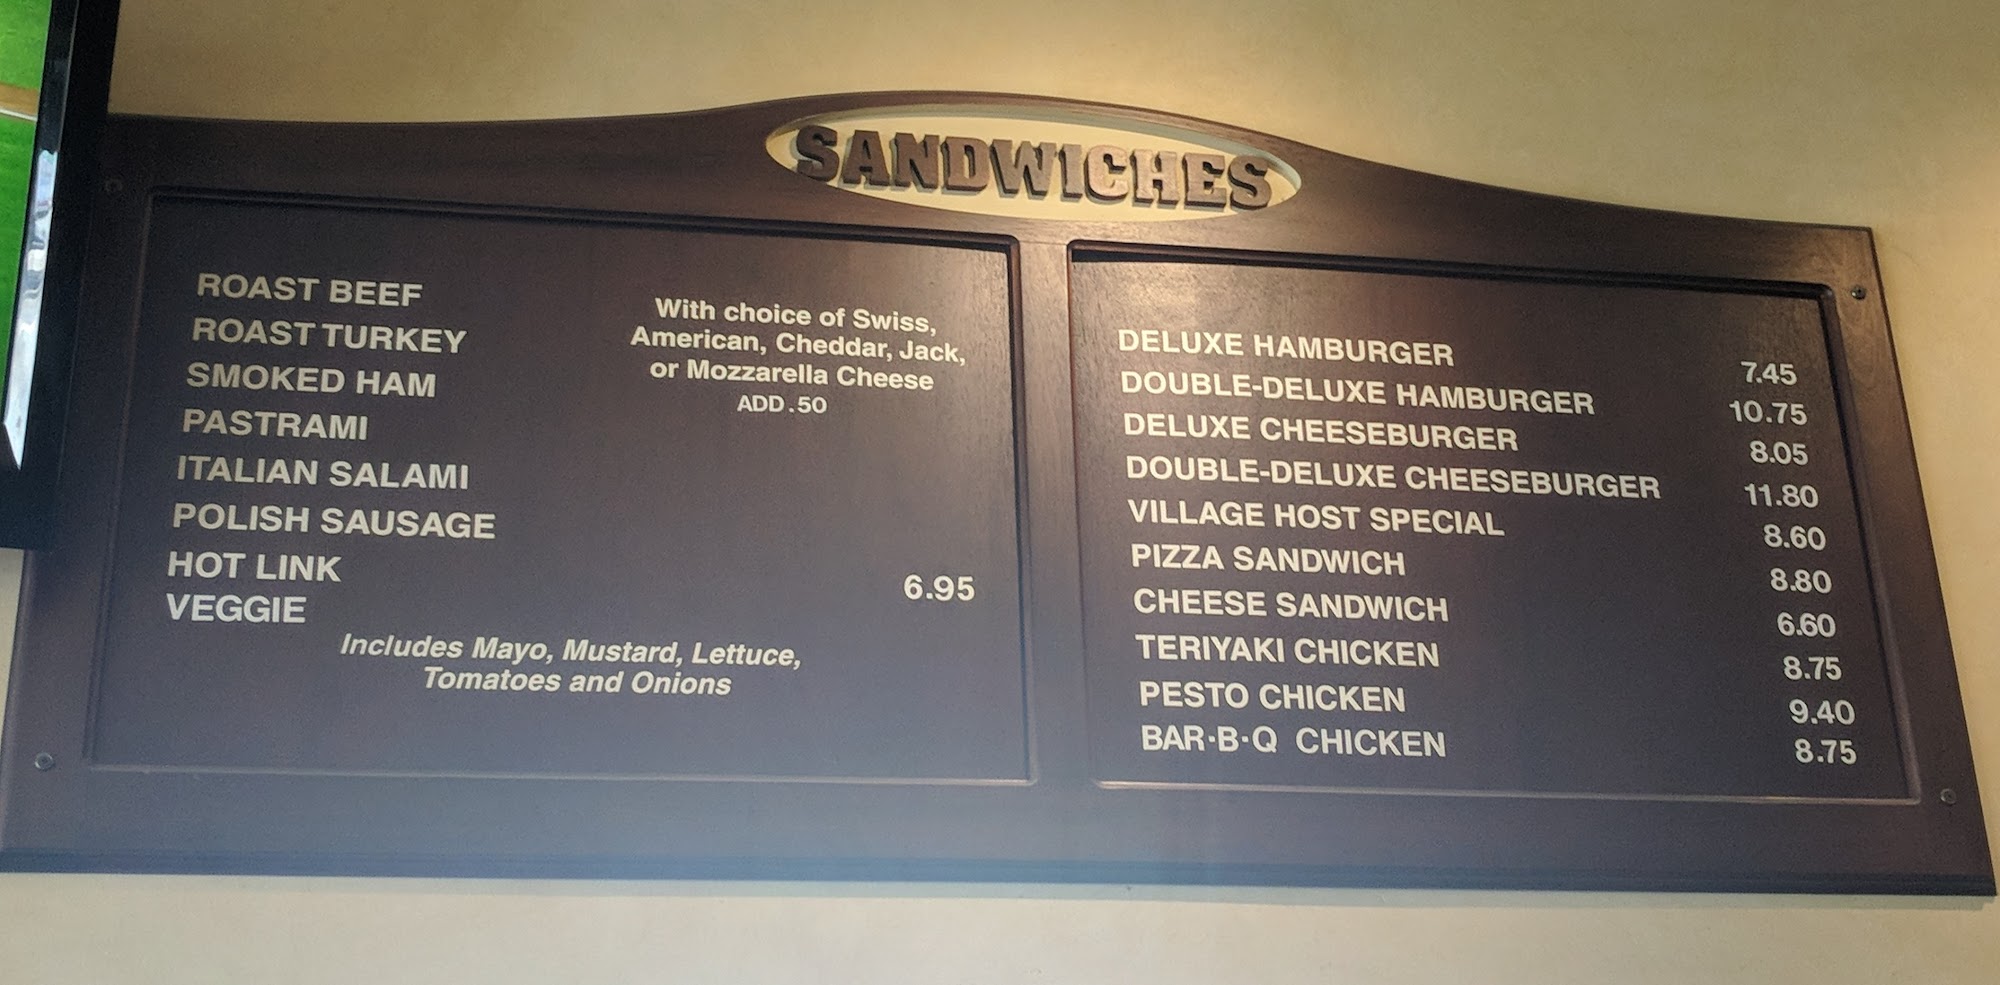 SANDWICHES
ROAST BEEF
ROAST TURKEY
SMOKED HAM
PASTRAMI
ITALIAN SALAMI
POLISH SAUSAGE
HOT LINK
VEGGIE 6.95
Includes Mayo, Mustard, Lettuce,
Tomatoes and Onions
With choice of Swiss,
American, Cheddar, Jack,
or Mozzarella Cheese
ADD .50
DELUXE HAMBURGER 7.45
DOUBLE-DELUXE HAMBURGER 10.75
DELUXE CHEESEBURGER 8.05
DOUBLE-DELUXE CHEESEBURGER 11.80
VILLAGE HOST SPECIAL 8.60
PIZZA SANDWICH 8.80
CHEESE SANDWICH 6.60
TERIYAKI CHICKEN 8.75
PESTO CHICKEN 9.40
BAR·B·Q CHICKEN 8.75